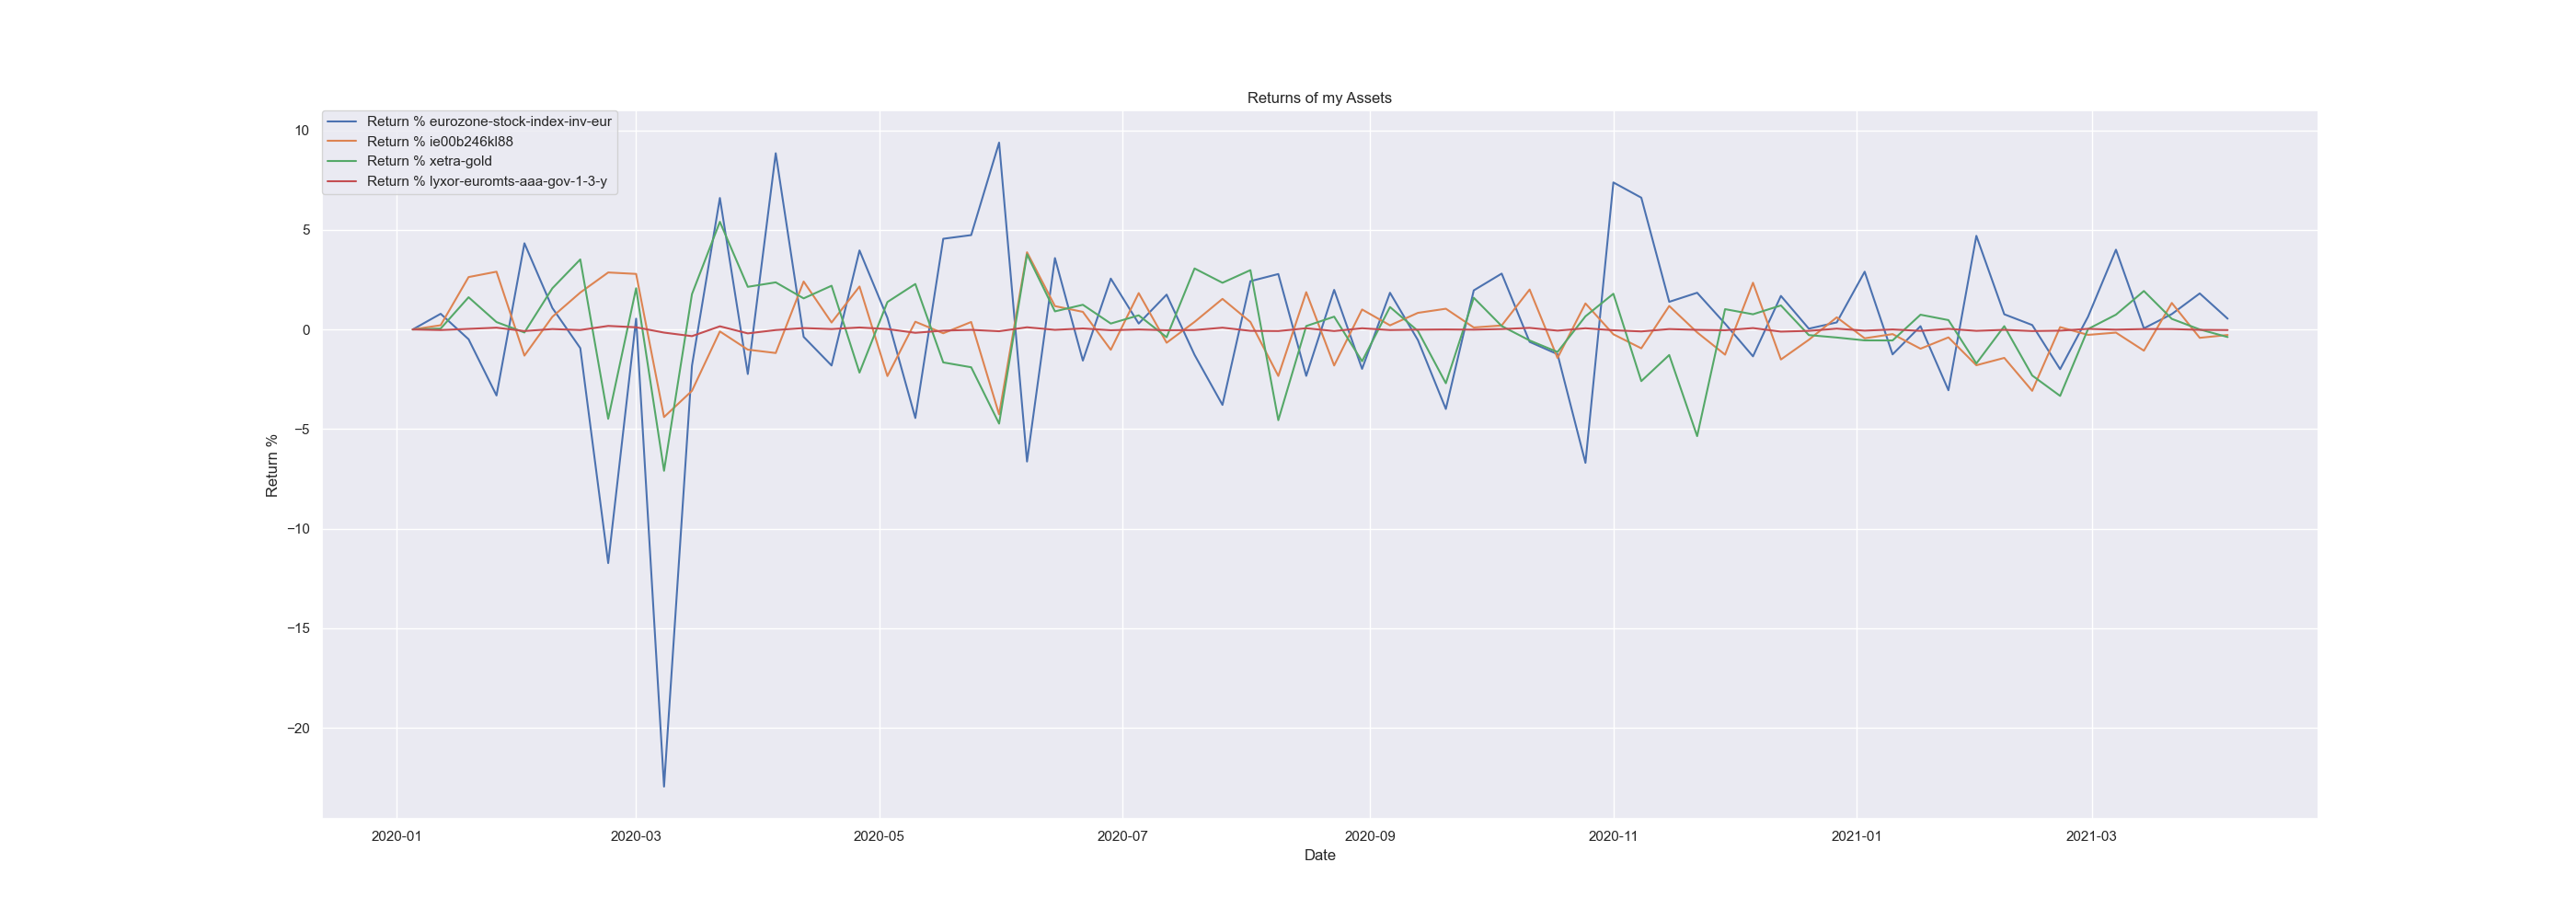 Returns of my Assets
Return % eurozone-stock-index-inv-eur
Return % ie00b246kl88
Return % xetra-gold
Return % lyxor-euromts-aaa-gov-1-3-y
10
5
0
−5
−10
−15
−20
Return %
2020-01 2020-03 2020-05 2020-07 2020-09 2020-11 2021-01 2021-03
Date